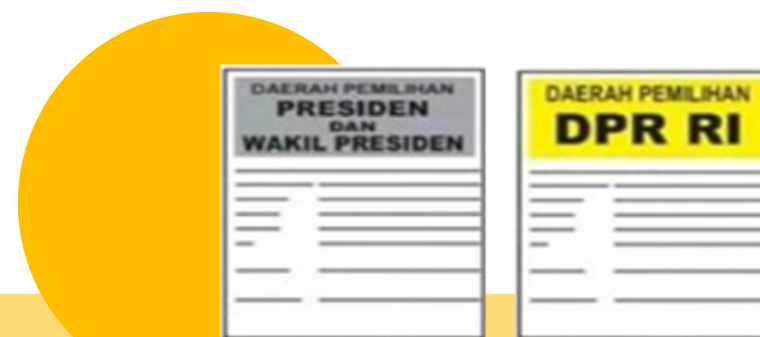 DAERAH PEMILIHAN
PRESIDEN
DAN
WAKIL PRESIDEN
DAERAH PEMILIHAN
DPR RI